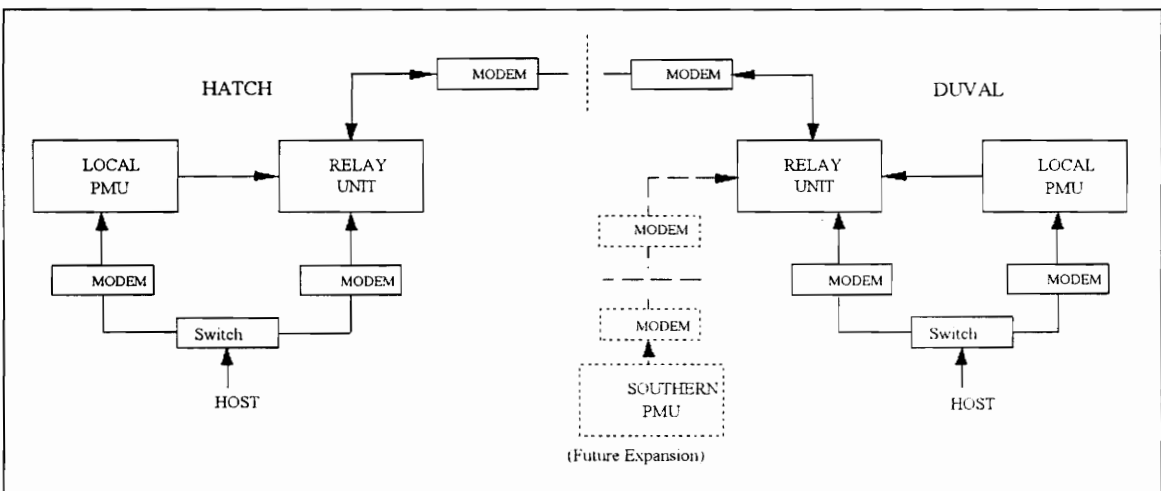 MODEM
MODEM
HATCH
DUVAL
LOCAL
PMU
RELAY
UNIT
RELAY
UNIT
LOCAL
PMU
MODEM
MODEM
MODEM
MODEM
MODEM
MODEM
Switch
Switch
HOST
SOUTHERN
PMU
HOST
(Future Expansion)